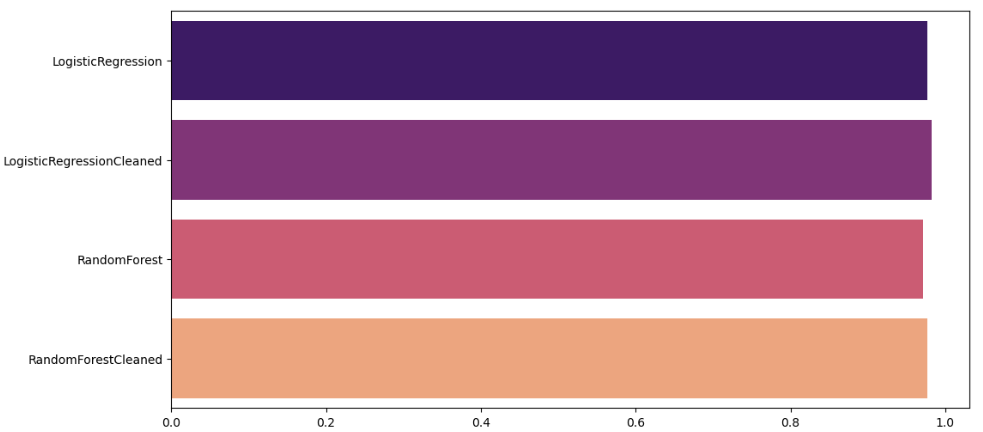 LogisticRegression
LogisticRegressionCleaned
RandomForest
RandomForestCleaned
0.0 0.2 0.4 0.6 0.8 1.0